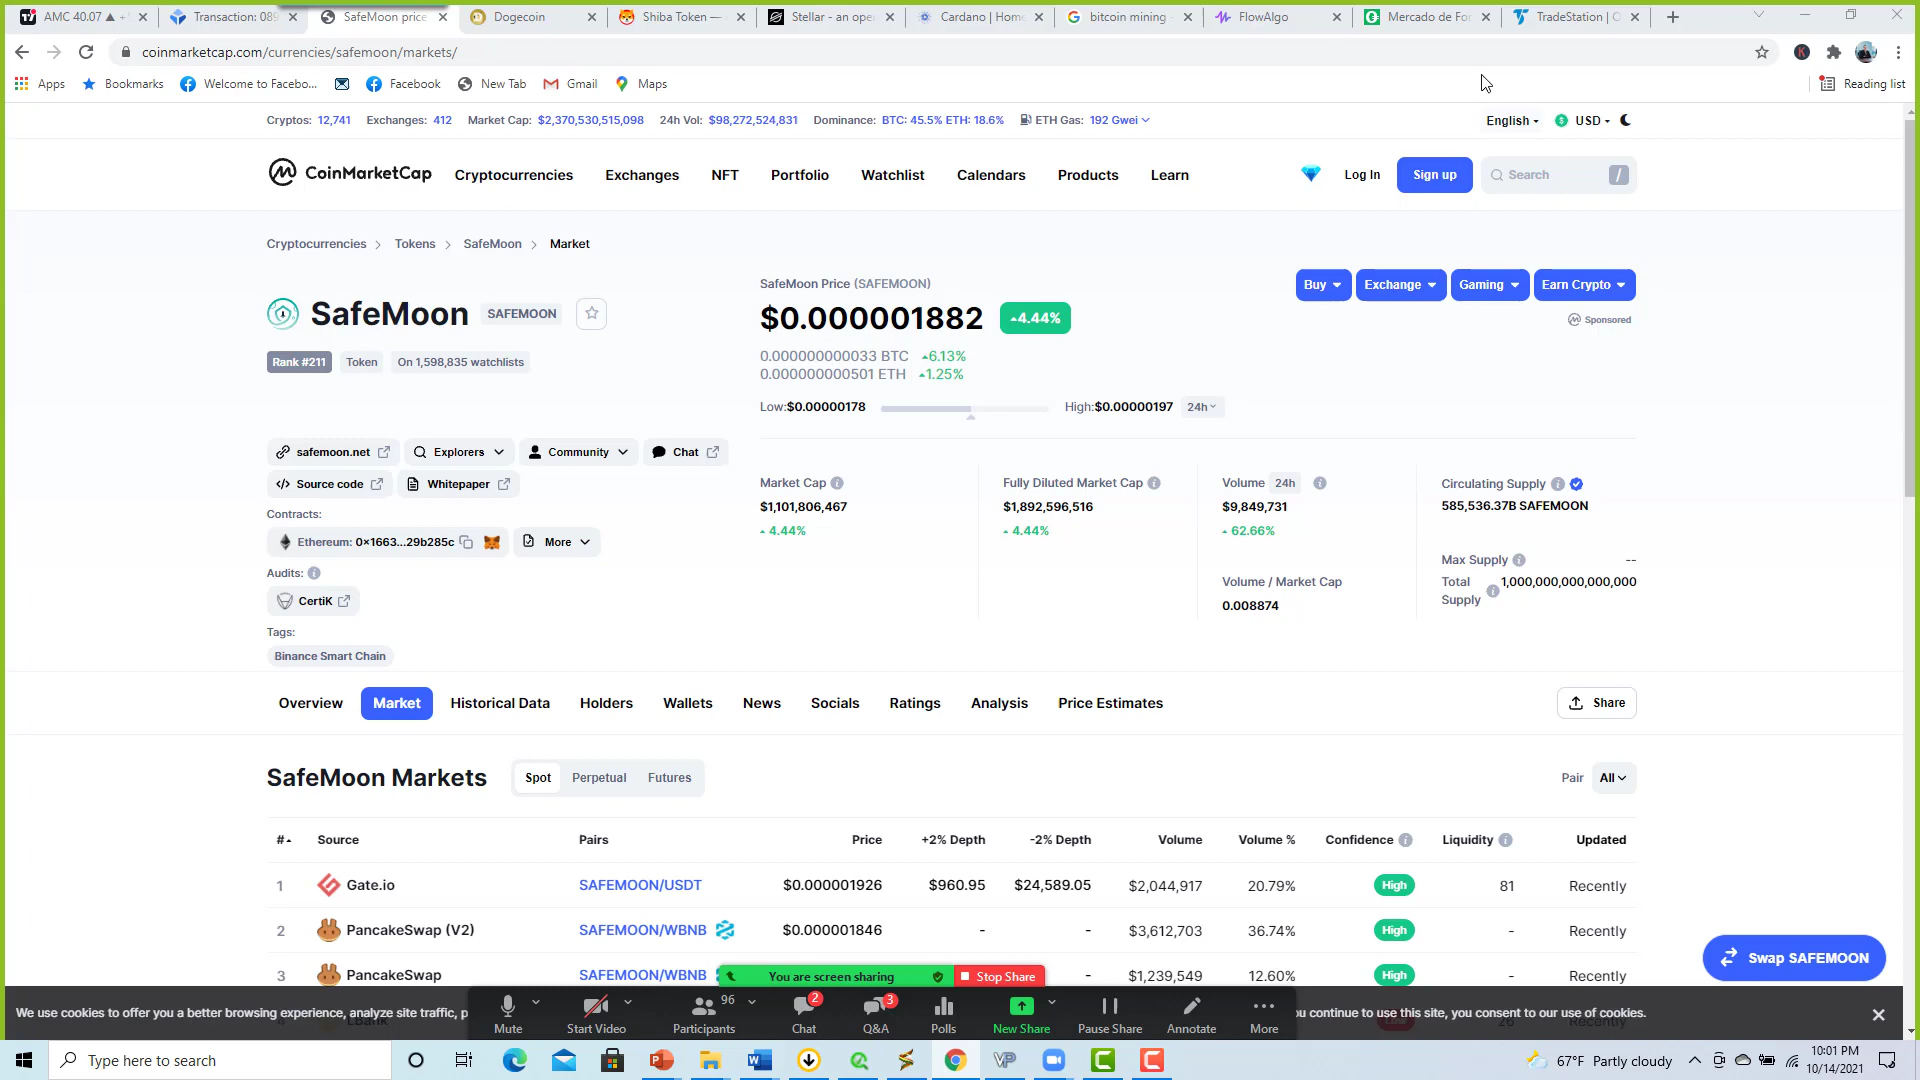 AMC 40.07 ▲ +
Transaction: 089
SafeMoon price
Dogecoin
Shiba Token —
Stellar - an ope
Cardano | Home
bitcoin mining
FlowAlgo
Mercado de For
TradeStation | O
coinmarketcap.com/currencies/safemoon/markets/
Apps
Bookmarks
Welcome to Facebo...
Facebook
New Tab
Gmail
Maps
Reading list
Cryptos: 12,741 Exchanges: 412 Market Cap: $2,370,530,515,098 24h Vol: $98,272,524,831 Dominance: BTC: 45.5% ETH: 18.6% ETH Gas: 192 Gwei
English USD
CoinMarketCap Cryptocurrencies Exchanges NFT Portfolio Watchlist Calendars Products Learn
Log In Sign up Search /
Cryptocurrencies > Tokens > SafeMoon > Market
SafeMoon SAFEMOON
Rank #211 Token On 1,598,835 watchlists
SafeMoon Price (SAFEMOON)
$0.000001882 4.44%
0.000000000033 BTC 6.13%
0.000000000501 ETH 1.25%
Low:$0.00000178 High:$0.00000197 24h
Buy Exchange Gaming Earn Crypto
Sponsored
safemoon.net Explorers Community Chat
Source code Whitepaper
Contracts:
Ethereum: 0x1663...29b285c More
Audits:
CertiK
Tags:
Binance Smart Chain
Market Cap
$1,101,806,467
4.44%
Fully Diluted Market Cap
$1,892,596,516
4.44%
Volume 24h
$9,849,731
62.66%
Volume / Market Cap
0.008874
Circulating Supply
585,536.37B SAFEMOON
Max Supply --
Total Supply 1,000,000,000,000,000
Overview Market Historical Data Holders Wallets News Socials Ratings Analysis Price Estimates
Share
SafeMoon Markets Spot Perpetual Futures
Pair All
# Source Pairs Price +2% Depth -2% Depth Volume Volume % Confidence Liquidity Updated
1 Gate.io SAFEMOON/USDT $0.000001926 $960.95 $24,589.05 $2,044,917 20.79% High 81 Recently
2 PancakeSwap (V2) SAFEMOON/WBNB $0.000001846 - - $3,612,703 36.74% High - Recently
3 PancakeSwap SAFEMOON/WBNB - $1,239,549 12.60% High - Recently
Swap SAFEMOON
You are screen sharing Stop Share
We use cookies to offer you a better browsing experience, analyze site traffic, p
ou continue to use this site, you consent to our use of cookies.
Mute
Start Video
96
Participants
2
Chat
3
Q&A
Polls
New Share
Pause Share
Annotate
More
Type here to search
67°F Partly cloudy
10:01 PM
10/14/2021